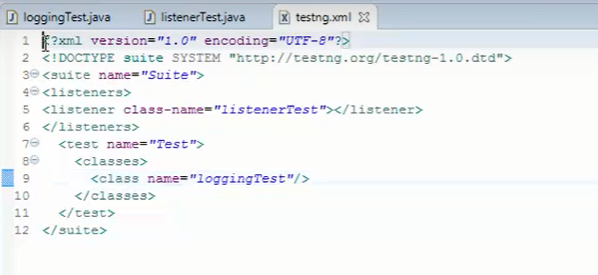 loggingTest.java listenerTest.java testng.xml
1 <?xml version="1.0" encoding="UTF-8"?>
2 <!DOCTYPE suite SYSTEM "http://testng.org/testng-1.0.dtd">
3 <suite name="Suite">
4 <listeners>
5 <listener class-name="listenerTest"></listener>
6 </listeners>
7 <test name="Test">
8 <classes>
9 <class name="loggingTest"/>
10 </classes>
11 </test>
12 </suite>